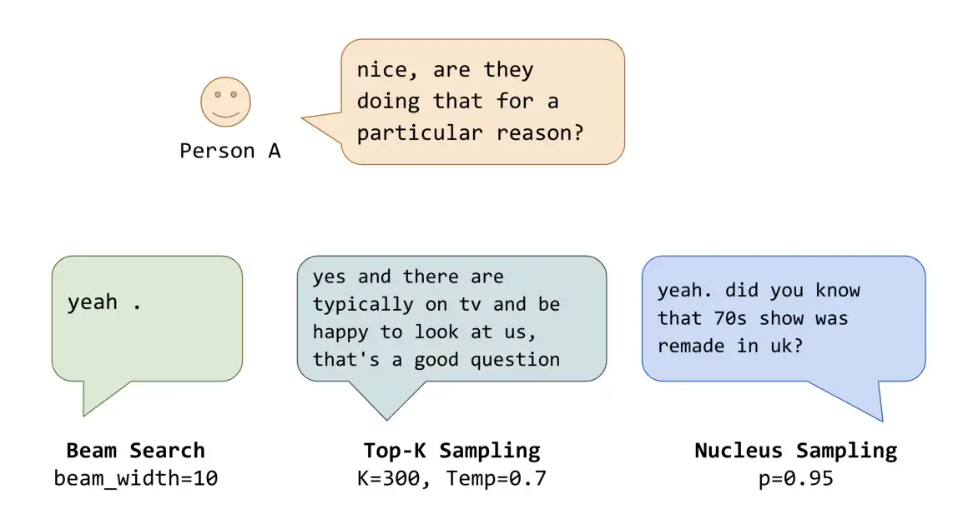 nice, are they
doing that for a
particular reason?
Person A
yeah .
yes and there are
typically on tv and be
happy to look at us,
that's a good question
yeah. did you know
that 70s show was
remade in uk?
Beam Search
beam_width=10
Top-K Sampling
K=300, Temp=0.7
Nucleus Sampling
p=0.95